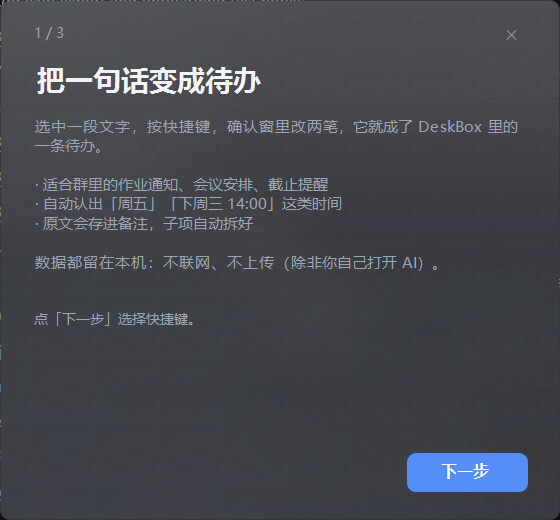 1 / 3
×
把一句话变成待办
选中一段文字，按快捷键，确认窗里改两笔，它就成了 DeskBox 里的
一条待办。
· 适合群里的作业通知、会议安排、截止提醒
· 自动认出「周五」「下周三 14:00」这类时间
· 原文会存进备注，子项自动拆好
数据都留在本机：不联网、不上传（除非你自己打开 AI）。
点「下一步」选择快捷键。
下一步